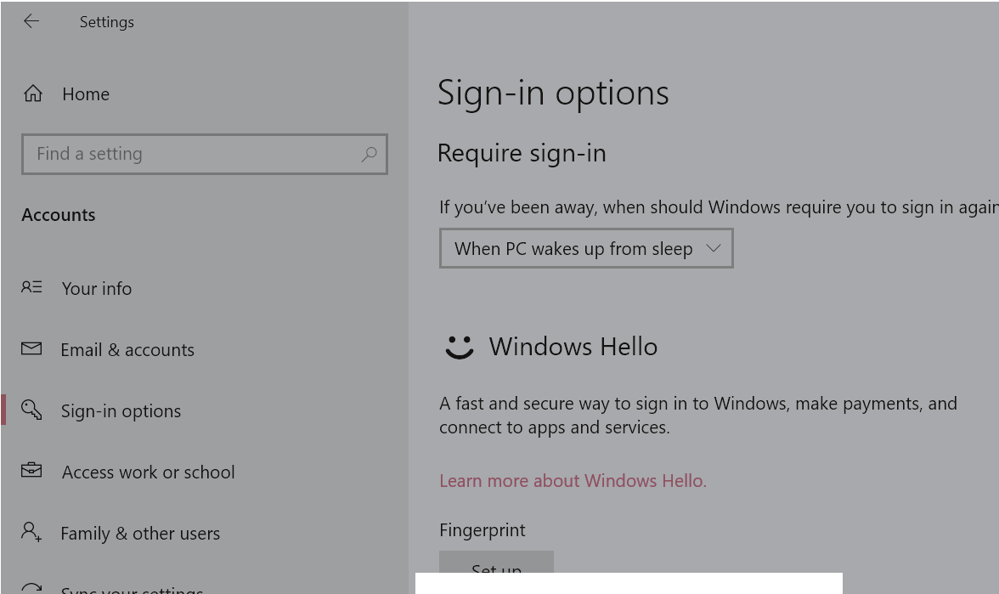 Settings
Home
Find a setting
Accounts
Your info
Email & accounts
Sign-in options
Access work or school
Family & other users
Sync your settings
Sign-in options
Require sign-in
If you've been away, when should Windows require you to sign in again
When PC wakes up from sleep
Windows Hello
A fast and secure way to sign in to Windows, make payments, and
connect to apps and services.
Learn more about Windows Hello.
Fingerprint
Set up